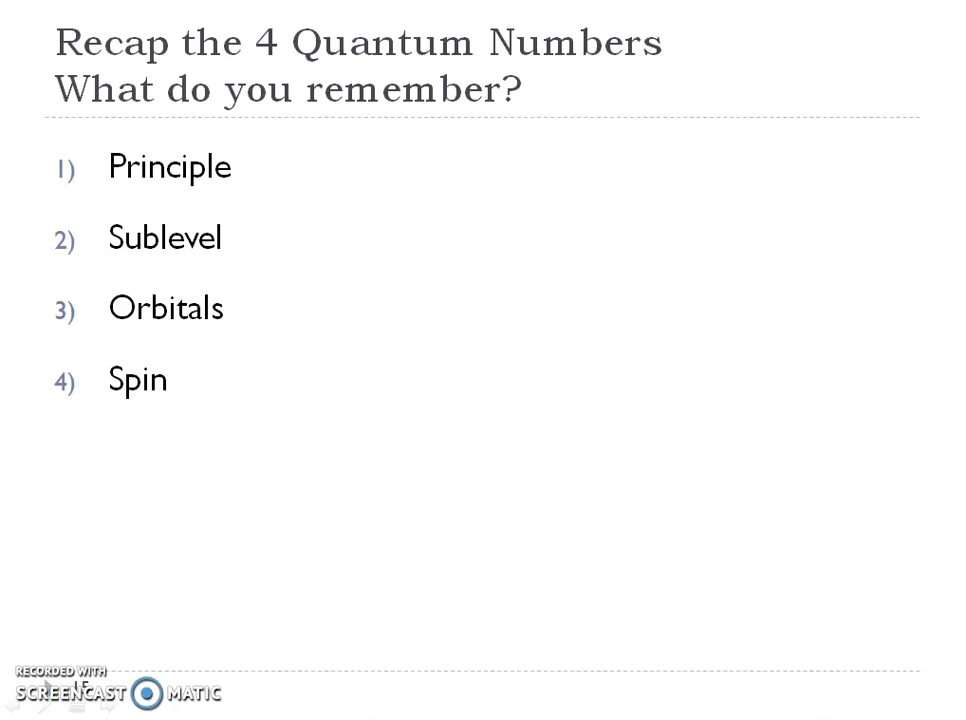 Recap the 4 Quantum Numbers
What do you remember?
1) Principle
2) Sublevel
3) Orbitals
4) Spin
RECORDED WITH
15
SCREENCAST MATIC